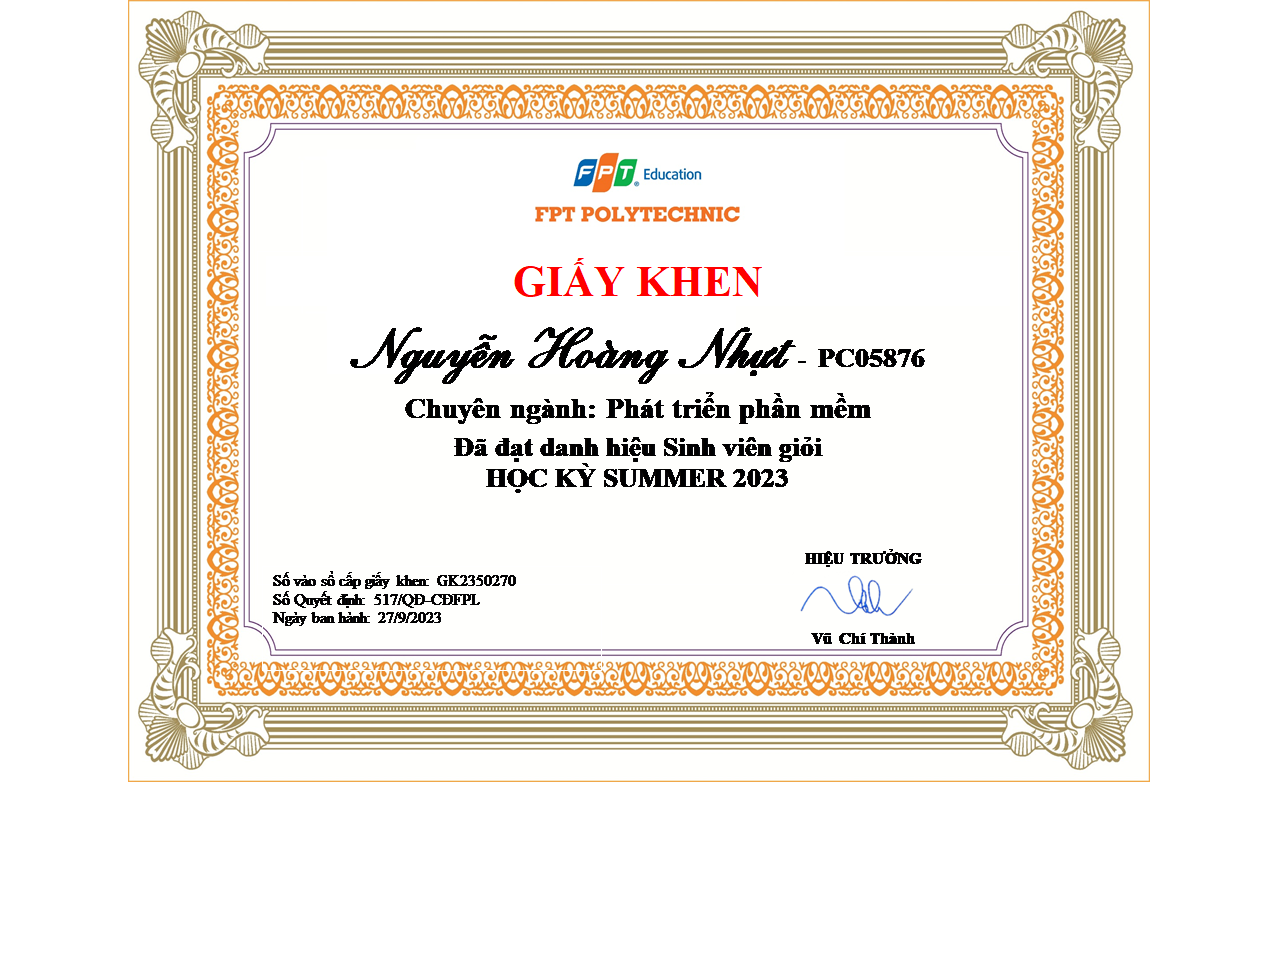 FPT Education
FPT POLYTECHNIC
GIẤY KHEN
Nguyễn Hoàng Nhựt - PC05876
Chuyên ngành: Phát triển phần mềm
Đã đạt danh hiệu Sinh viên giỏi
HỌC KỲ SUMMER 2023
HIỆU TRƯỞNG
Số vào sổ cấp giấy khen: GK2350270
Số Quyết định: 517/QĐ-CĐFPL
Ngày ban hành: 27/9/2023
Vũ Chí Thành